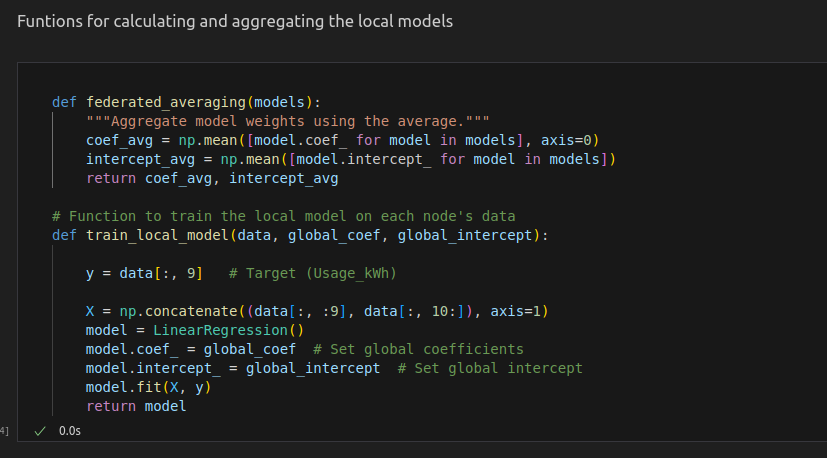 Funtions for calculating and aggregating the local models
def federated_averaging(models):
    """Aggregate model weights using the average."""
    coef_avg = np.mean([model.coef_ for model in models], axis=0)
    intercept_avg = np.mean([model.intercept_ for model in models])
    return coef_avg, intercept_avg
# Function to train the local model on each node's data
def train_local_model(data, global_coef, global_intercept):
    y = data[:, 9]   # Target (Usage_kWh)
    X = np.concatenate((data[:, :9], data[:, 10:]), axis=1)
    model = LinearRegression()
    model.coef_ = global_coef  # Set global coefficients
    model.intercept_ = global_intercept  # Set global intercept
    model.fit(X, y)
    return model
4] ✓ 0.0s